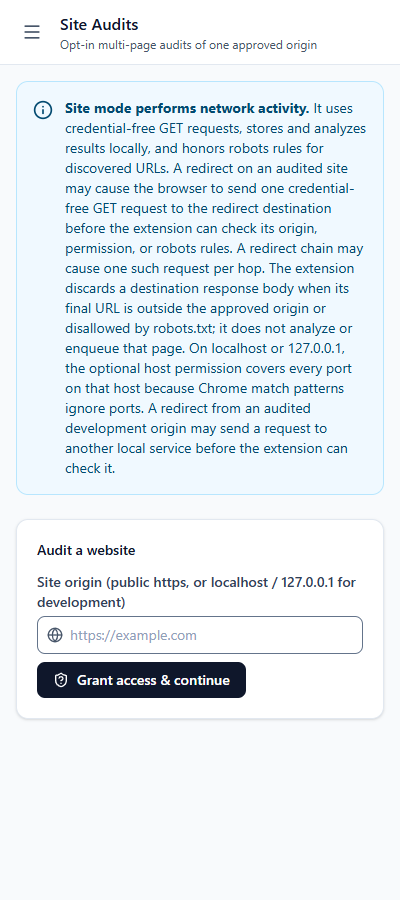 Site Audits
Opt-in multi-page audits of one approved origin
Site mode performs network activity. It uses
credential-free GET requests, stores and analyzes
results locally, and honors robots rules for
discovered URLs. A redirect on an audited site
may cause the browser to send one credential-
free GET request to the redirect destination
before the extension can check its origin,
permission, or robots rules. A redirect chain may
cause one such request per hop. The extension
discards a destination response body when its
final URL is outside the approved origin or
disallowed by robots.txt; it does not analyze or
enqueue that page. On localhost or 127.0.0.1,
the optional host permission covers every port
on that host because Chrome match patterns
ignore ports. A redirect from an audited
development origin may send a request to
another local service before the extension can
check it.
Audit a website
Site origin (public https, or localhost / 127.0.0.1 for
development)
https://example.com
Grant access & continue